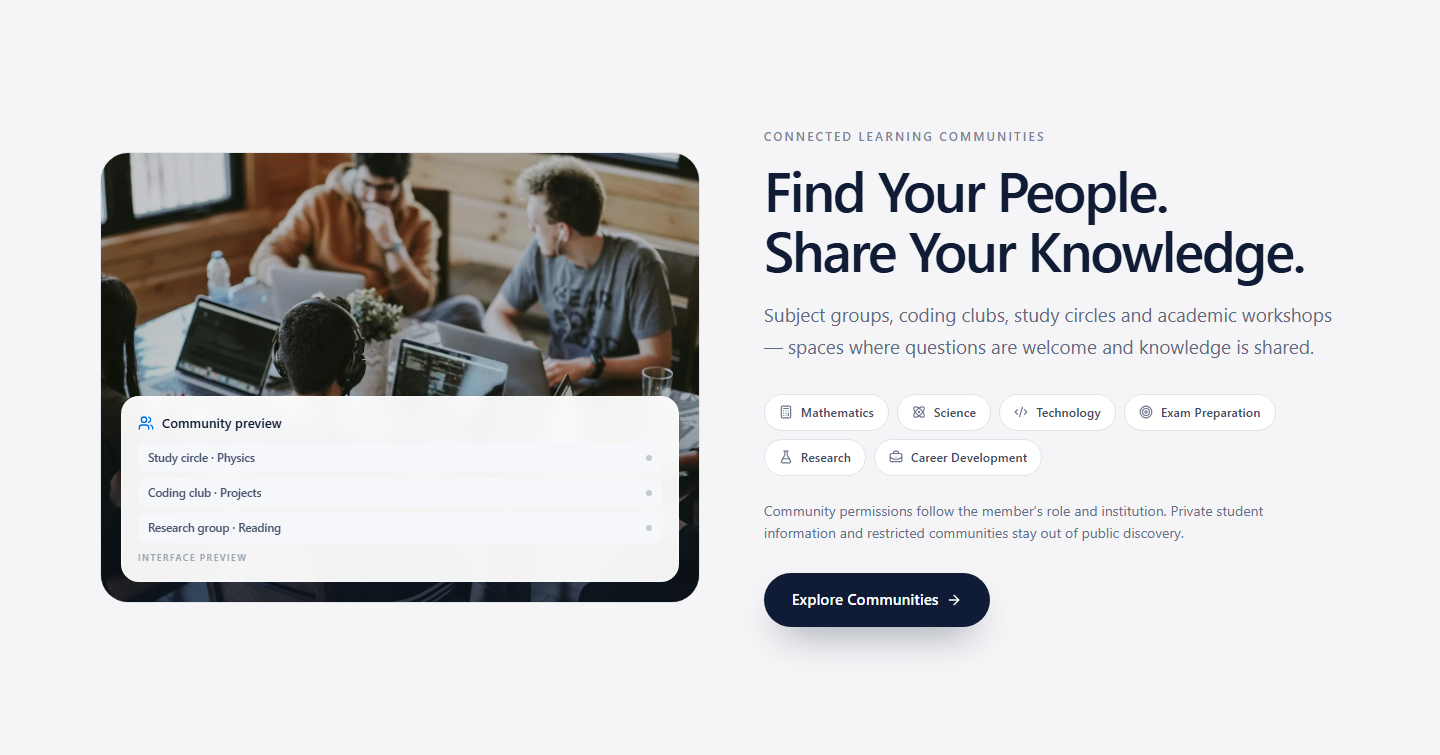 CONNECTED LEARNING COMMUNITIES
Find Your People.
Share Your Knowledge.
Subject groups, coding clubs, study circles and academic workshops
— spaces where questions are welcome and knowledge is shared.
Mathematics
Science
Technology
Exam Preparation
Research
Career Development
Community permissions follow the member’s role and institution. Private student
information and restricted communities stay out of public discovery.
Explore Communities
Community preview
Study circle · Physics
Coding club · Projects
Research group · Reading
INTERFACE PREVIEW